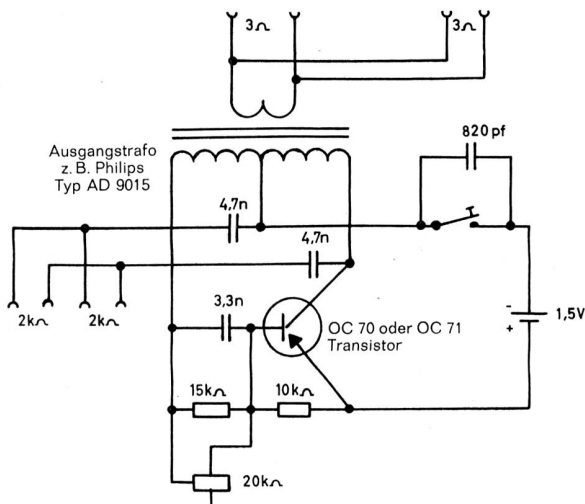 3Ω
3Ω
820 pf
Ausgangstrafo
z. B. Philips
Typ AD 9015
4,7n
4,7n
2kΩ
2kΩ
3,3n
OC 70 oder OC 71
Transistor
-
+
1,5V
15kΩ
10kΩ
20kΩ